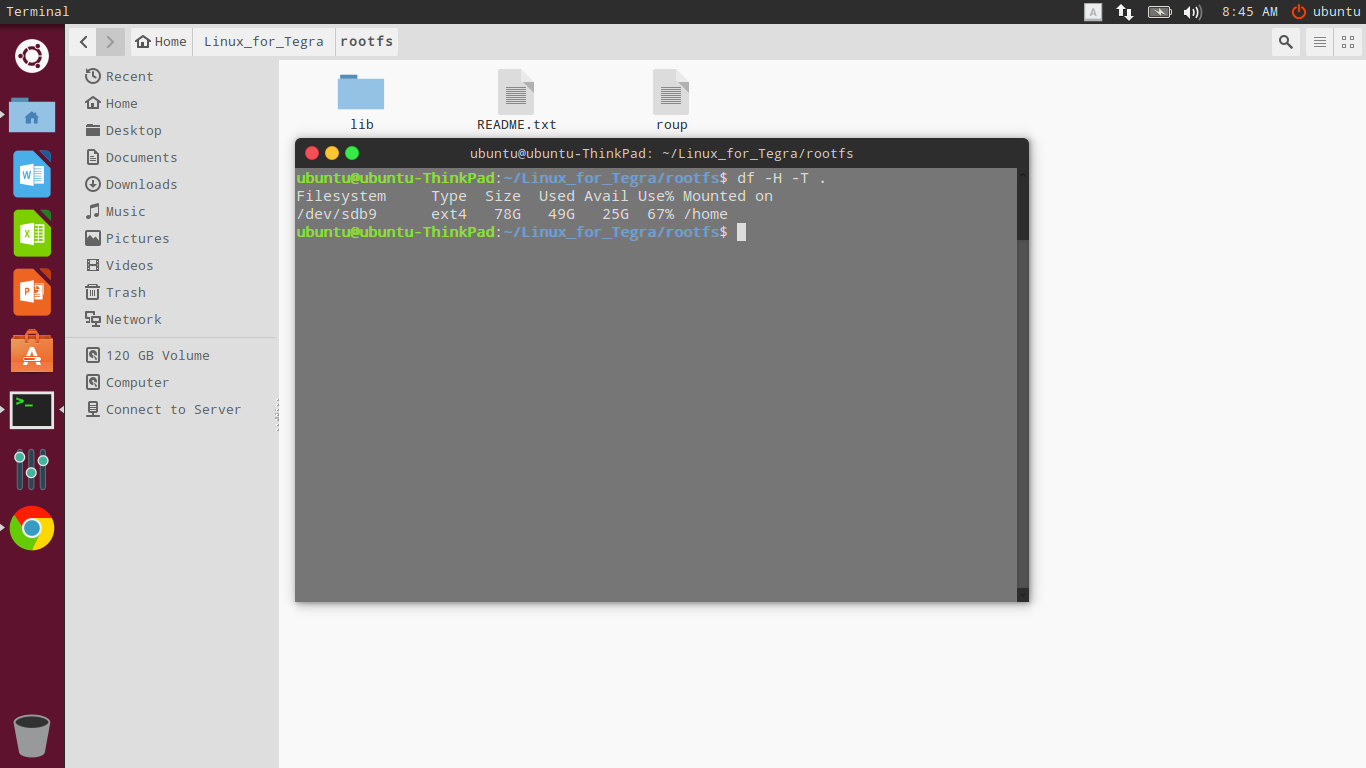 Terminal
A
8:45 AM
ubuntu
Home
Linux_for_Tegra
rootfs
Recent
Home
Desktop
Documents
Downloads
Music
Pictures
Videos
Trash
Network
120 GB Volume
Computer
Connect to Server
W
X
P
A
>_
lib
README.txt
roup
ubuntu@ubuntu-ThinkPad: ~/Linux_for_Tegra/rootfs
ubuntu@ubuntu-ThinkPad:~/Linux_for_Tegra/rootfs$ df -H -T .
Filesystem     Type  Size  Used Avail Use% Mounted on
/dev/sdb9      ext4   78G   49G   25G  67% /home
ubuntu@ubuntu-ThinkPad:~/Linux_for_Tegra/rootfs$